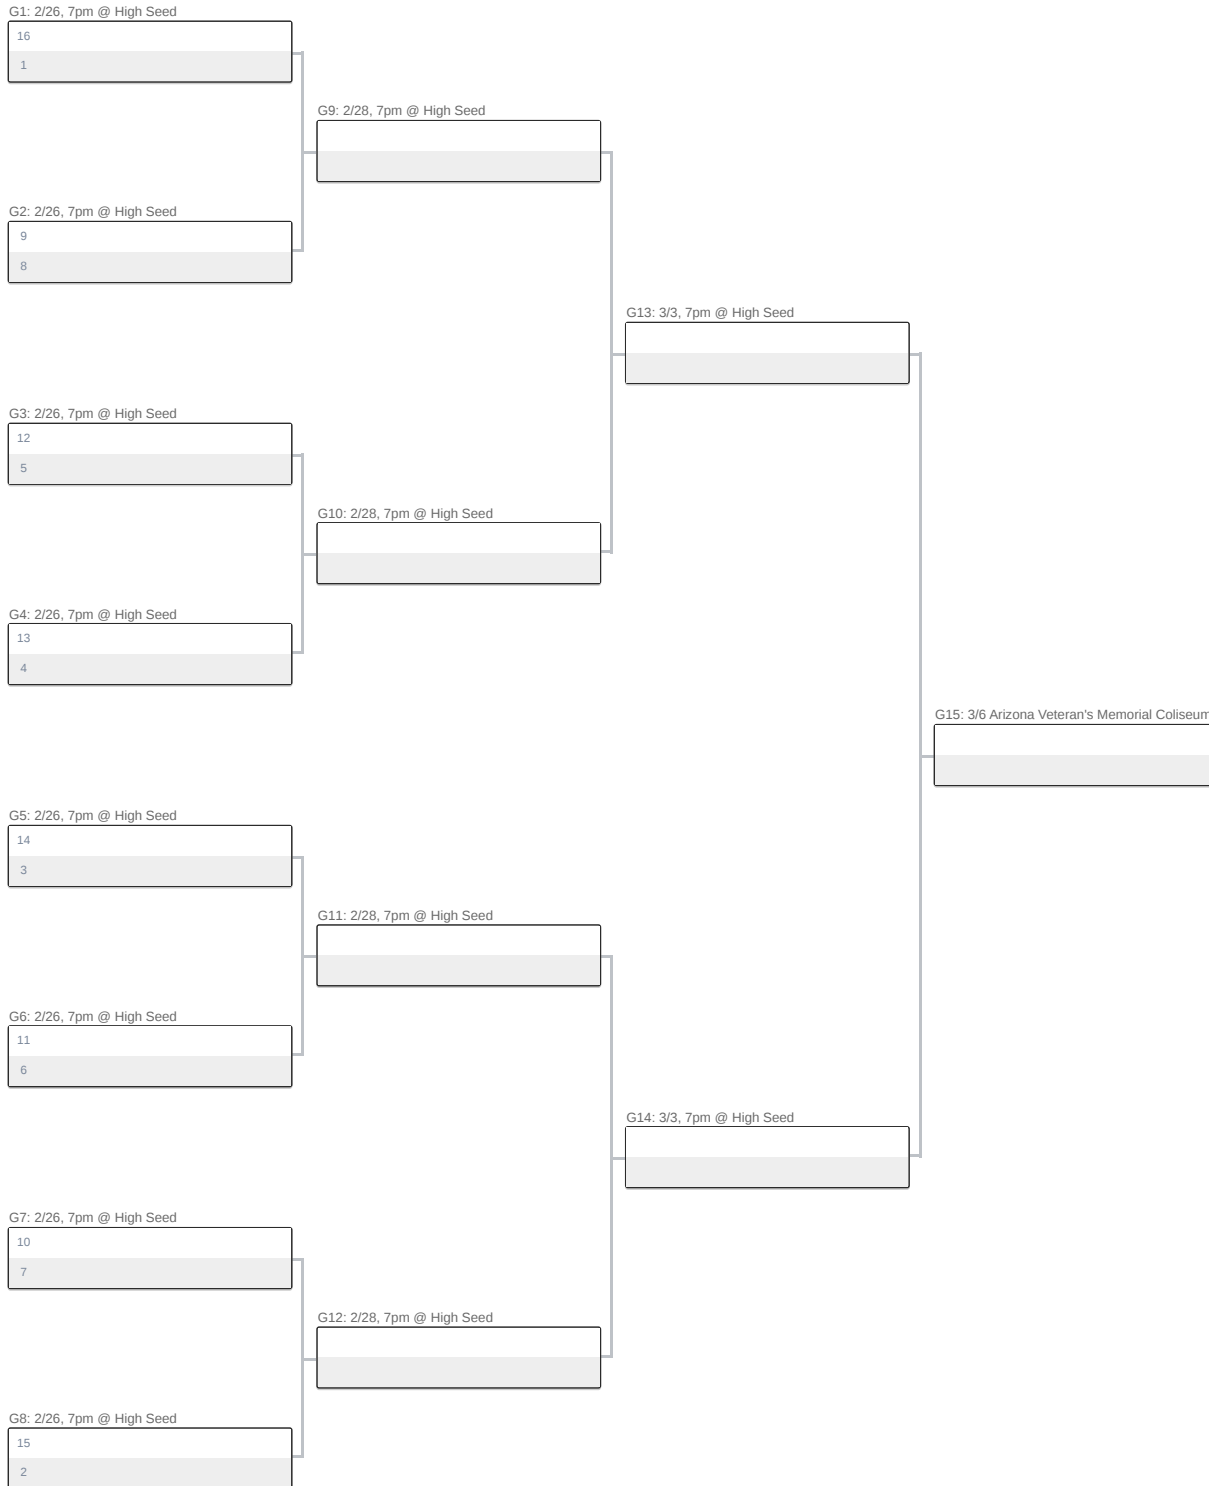 G1: 2/26, 7pm @ High Seed
16
1
G9: 2/28, 7pm @ High Seed
G2: 2/26, 7pm @ High Seed
9
8
G13: 3/3, 7pm @ High Seed
G3: 2/26, 7pm @ High Seed
12
5
G10: 2/28, 7pm @ High Seed
G4: 2/26, 7pm @ High Seed
13
4
G15: 3/6 Arizona Veteran's Memorial Coliseum
G5: 2/26, 7pm @ High Seed
14
3
G11: 2/28, 7pm @ High Seed
G6: 2/26, 7pm @ High Seed
11
6
G14: 3/3, 7pm @ High Seed
G7: 2/26, 7pm @ High Seed
10
7
G12: 2/28, 7pm @ High Seed
G8: 2/26, 7pm @ High Seed
15
2